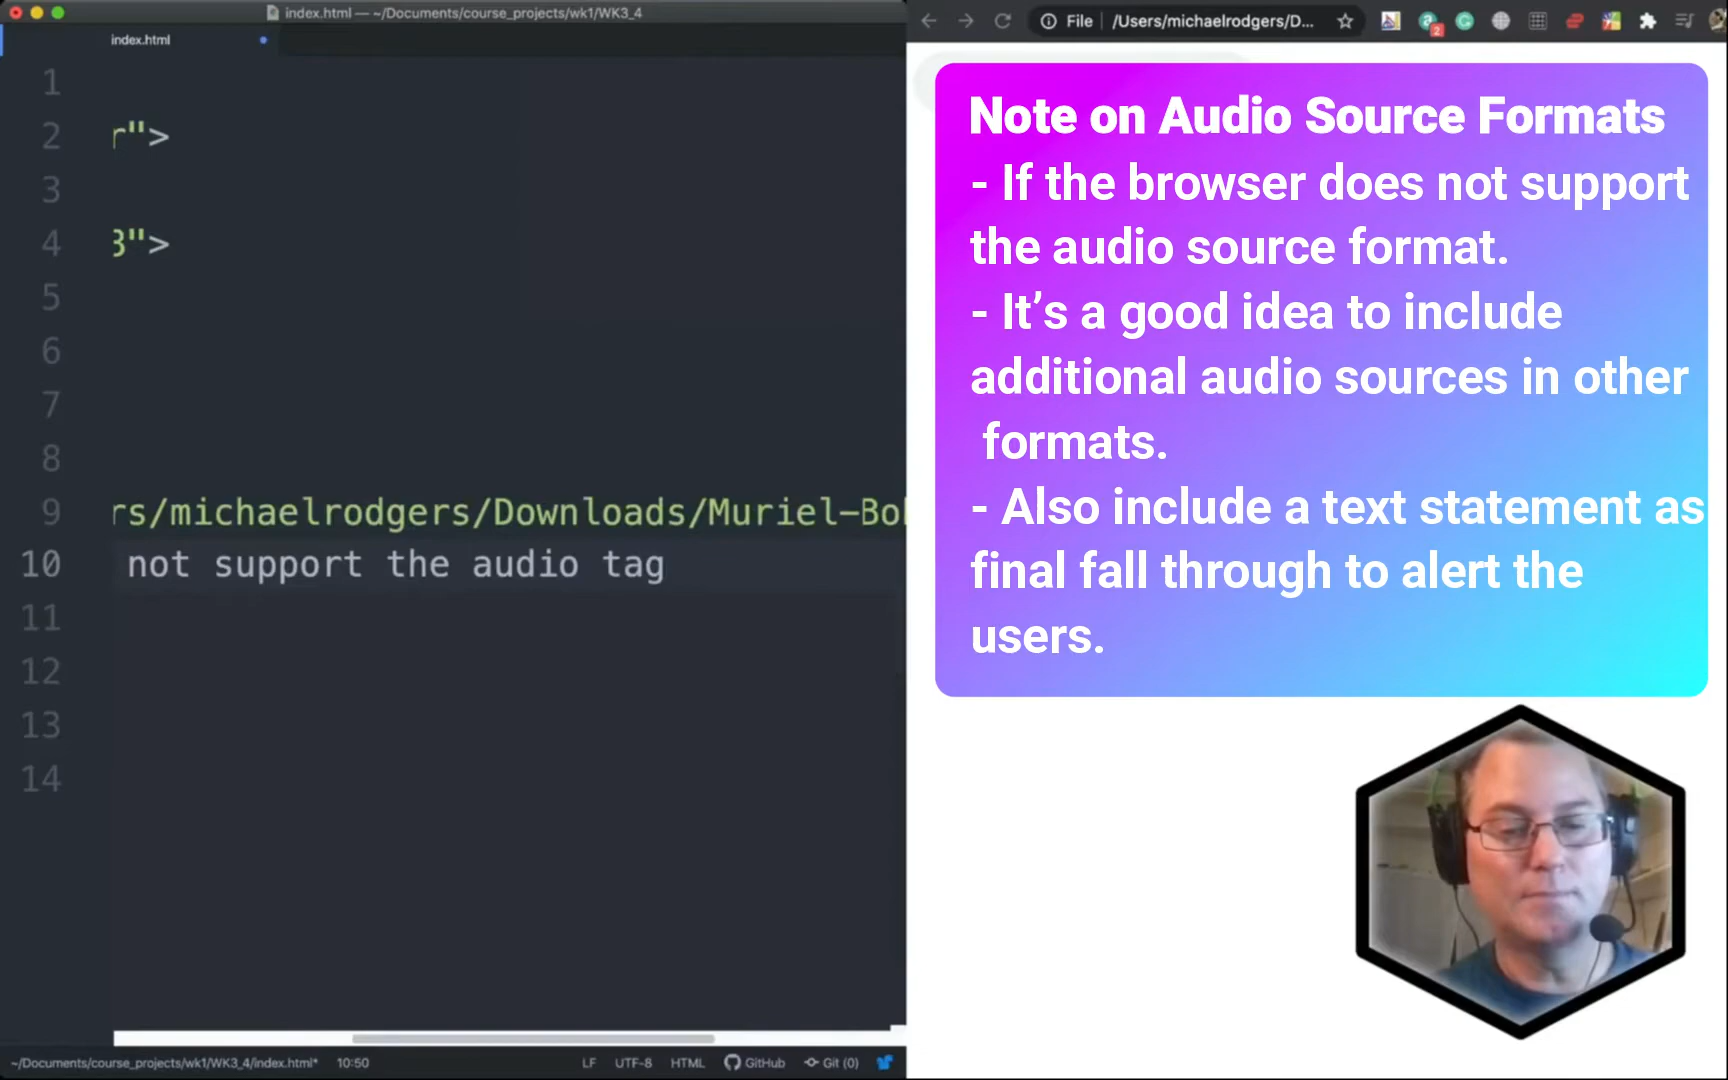 index.html — ~/Documents/course_projects/wk1/WK3_4
index.html
1
2 r">
3
4 3">
5
6
7
8
9 rs/michaelrodgers/Downloads/Muriel-Bo
10 not support the audio tag
11
12
13
14
~/Documents/course_projects/wk1/WK3_4/index.html* 10:50 LF UTF-8 HTML GitHub Git (0)
File /Users/michaelrodgers/D...
2
Note on Audio Source Formats
- If the browser does not support
the audio source format.
- It’s a good idea to include
additional audio sources in other
formats.
- Also include a text statement as
final fall through to alert the
users.